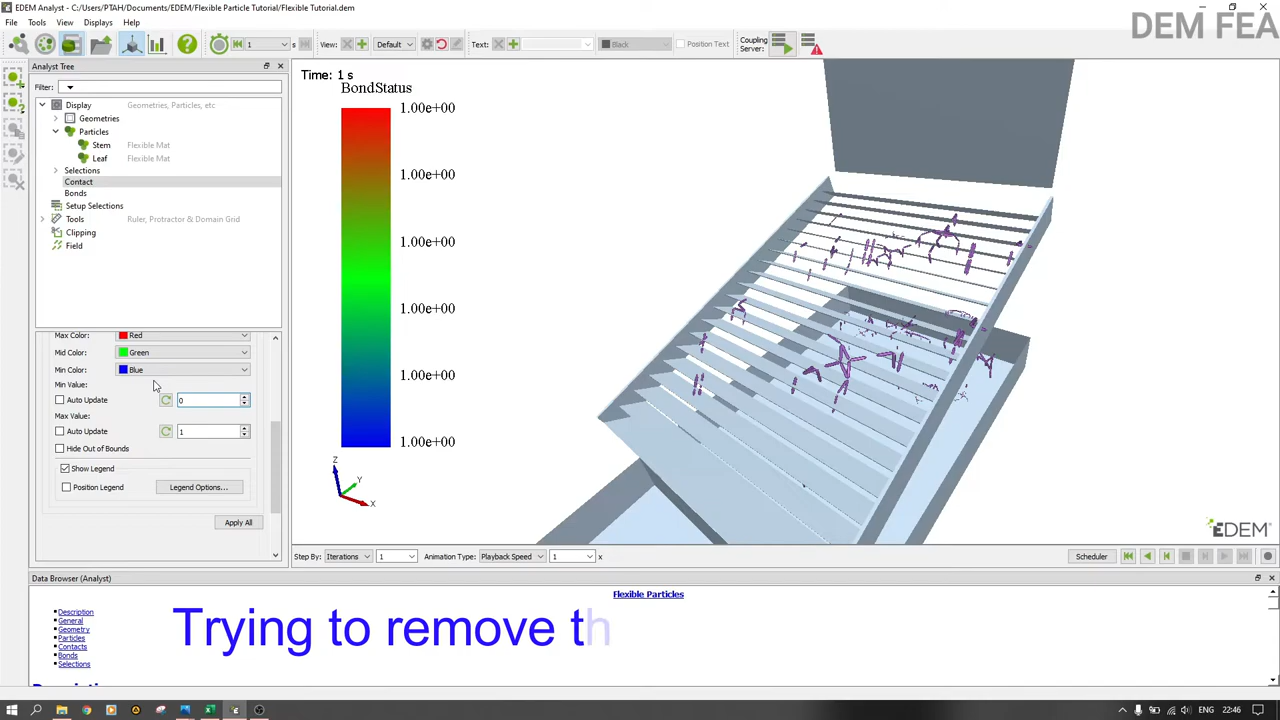 EDEM Analyst - C:/Users/PTAH/Documents/EDEM/Flexible Particle Tutorial/Flexible Tutorial.dem
DEM FEA
File Tools View Displays Help
1 s View: Default Text: Black Position Text Coupling Server:
Analyst Tree
Filter:
Display Geometries, Particles, etc
Geometries
Particles
Stem Flexible Mat
Leaf Flexible Mat
Selections
Contact
Bonds
Setup Selections
Tools Ruler, Protractor & Domain Grid
Clipping
Field
Max Color: Red
Mid Color: Green
Min Color: Blue
Min Value:
Auto Update 0
Max Value:
Auto Update 1
Hide Out of Bounds
Show Legend
Position Legend Legend Options...
Apply All
Time: 1 s
BondStatus
1.00e+00
1.00e+00
1.00e+00
1.00e+00
1.00e+00
1.00e+00
Z
Y
X
EDEM
Step By: Iterations 1 Animation Type: Playback Speed 1 x Scheduler
Data Browser (Analyst)
Flexible Particles
Description
General
Geometry
Particles
Contacts
Bonds
Selections
Trying to remove th
ENG 22:46